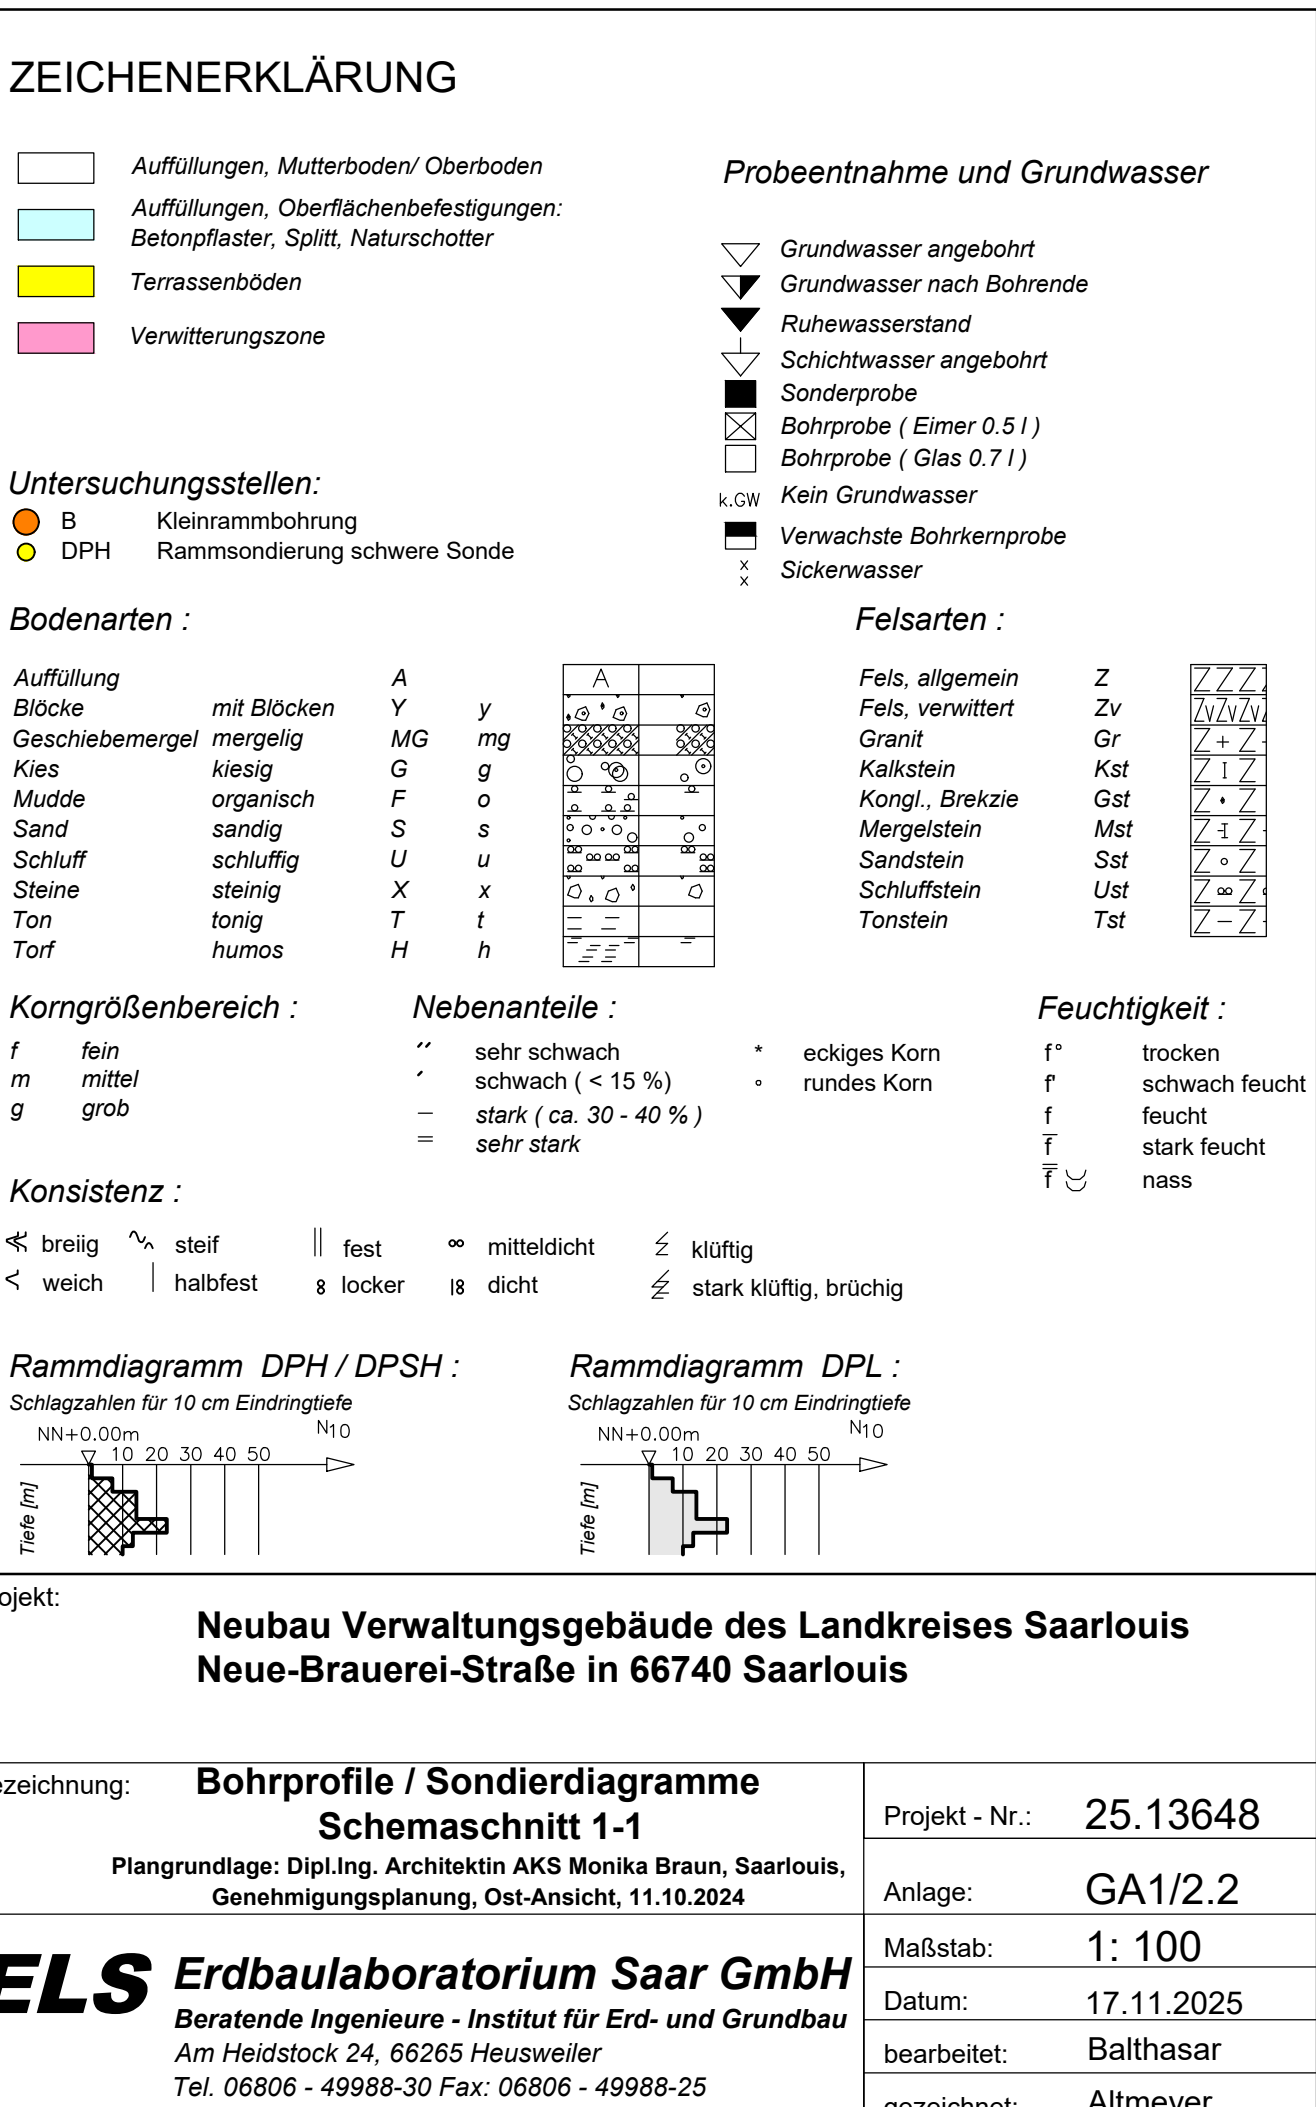 ZEICHENERKLÄRUNG
Auffüllungen, Mutterboden/ Oberboden
Auffüllungen, Oberflächenbefestigungen:
Betonpflaster, Splitt, Naturschotter
Terrassenböden
Verwitterungszone
Probeentnahme und Grundwasser
Grundwasser angebohrt
Grundwasser nach Bohrende
Ruhewasserstand
Schichtwasser angebohrt
Sonderprobe
Bohrprobe ( Eimer 0.5 l )
Bohrprobe ( Glas 0.7 l )
k.GW Kein Grundwasser
Verwachste Bohrkernprobe
Sickerwasser
Untersuchungsstellen:
B Kleinrammbohrung
DPH Rammsondierung schwere Sonde
Bodenarten :
Auffüllung A A
Blöcke mit Blöcken Y y
Geschiebemergel mergelig MG mg
Kies kiesig G g
Mudde organisch F o
Sand sandig S s
Schluff schluffig U u
Steine steinig X x
Ton tonig T t
Torf humos H h
Felsarten :
Fels, allgemein Z
Fels, verwittert Zv
Granit Gr
Kalkstein Kst
Kongl., Brekzie Gst
Mergelstein Mst
Sandstein Sst
Schluffstein Ust
Tonstein Tst
Korngrößenbereich :
f fein
m mittel
g grob
Nebenanteile :
′′ sehr schwach
′ schwach ( < 15 %)
– stark ( ca. 30 - 40 % )
= sehr stark
* eckiges Korn
° rundes Korn
Feuchtigkeit :
f° trocken
f' schwach feucht
f feucht
f̅ stark feucht
f̿ nass
Konsistenz :
breiig steif fest mitteldicht klüftig
weich halbfest locker dicht stark klüftig, brüchig
Rammdiagramm DPH / DPSH :
Schlagzahlen für 10 cm Eindringtiefe
NN+0.00m N10
10 20 30 40 50
Tiefe [m]
Rammdiagramm DPL :
Schlagzahlen für 10 cm Eindringtiefe
NN+0.00m N10
10 20 30 40 50
Tiefe [m]
ojekt:
Neubau Verwaltungsgebäude des Landkreises Saarlouis
Neue-Brauerei-Straße in 66740 Saarlouis
ezeichnung:
Bohrprofile / Sondierdiagramme
Schemaschnitt 1-1
Plangrundlage: Dipl.Ing. Architektin AKS Monika Braun, Saarlouis,
Genehmigungsplanung, Ost-Ansicht, 11.10.2024
Projekt - Nr.: 25.13648
Anlage: GA1/2.2
Maßstab: 1: 100
Datum: 17.11.2025
bearbeitet: Balthasar
gezeichnet: Altmeyer
ELS Erdbaulaboratorium Saar GmbH
Beratende Ingenieure - Institut für Erd- und Grundbau
Am Heidstock 24, 66265 Heusweiler
Tel. 06806 - 49988-30 Fax: 06806 - 49988-25